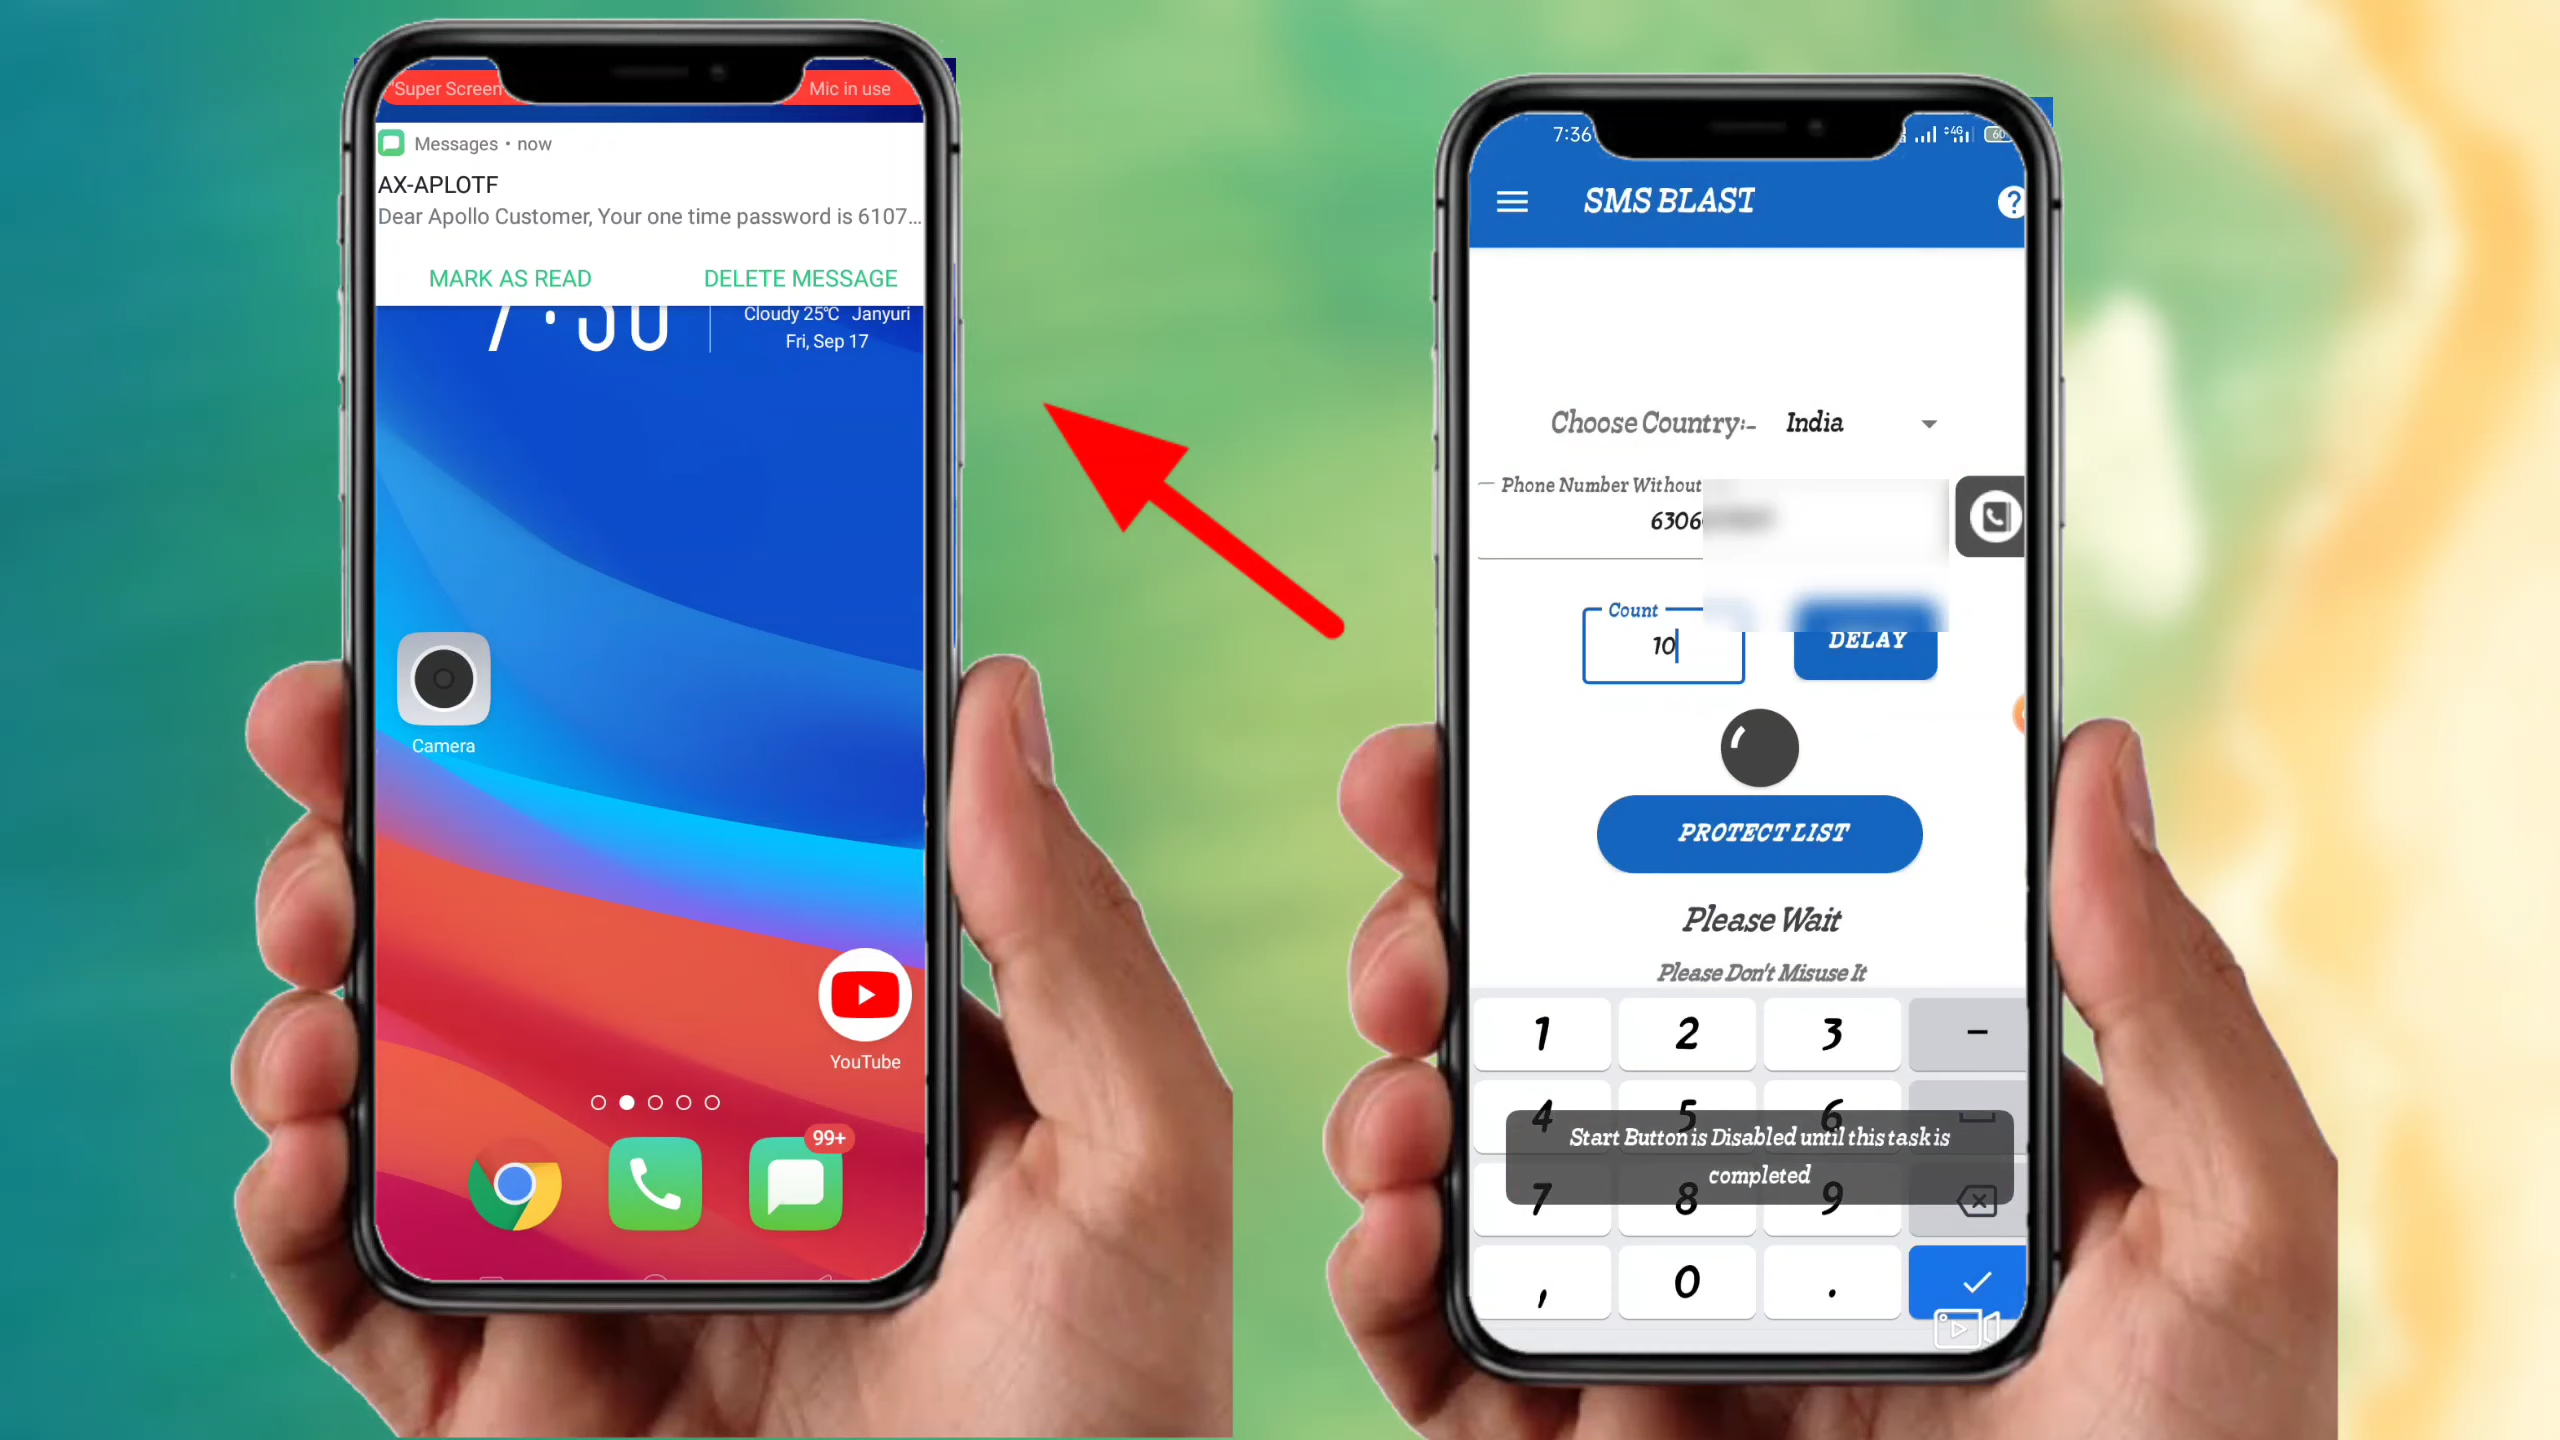 "Super Screen
Mic in use
Messages • now
AX-APLOTF
Dear Apollo Customer, Your one time password is 6107...
MARK AS READ
DELETE MESSAGE
Cloudy 25°C Janyuri
Fri, Sep 17
Camera
YouTube
99+
7:36
4G
60
SMS BLAST
?
Choose Country:- India
Phone Number Without
6306
Count
10
DELAY
PROTECT LIST
Please Wait
Please Don't Misuse It
1 2 3 -
4 5 6
Start Button is Disabled until this task is
completed
7 8 9
, 0 .